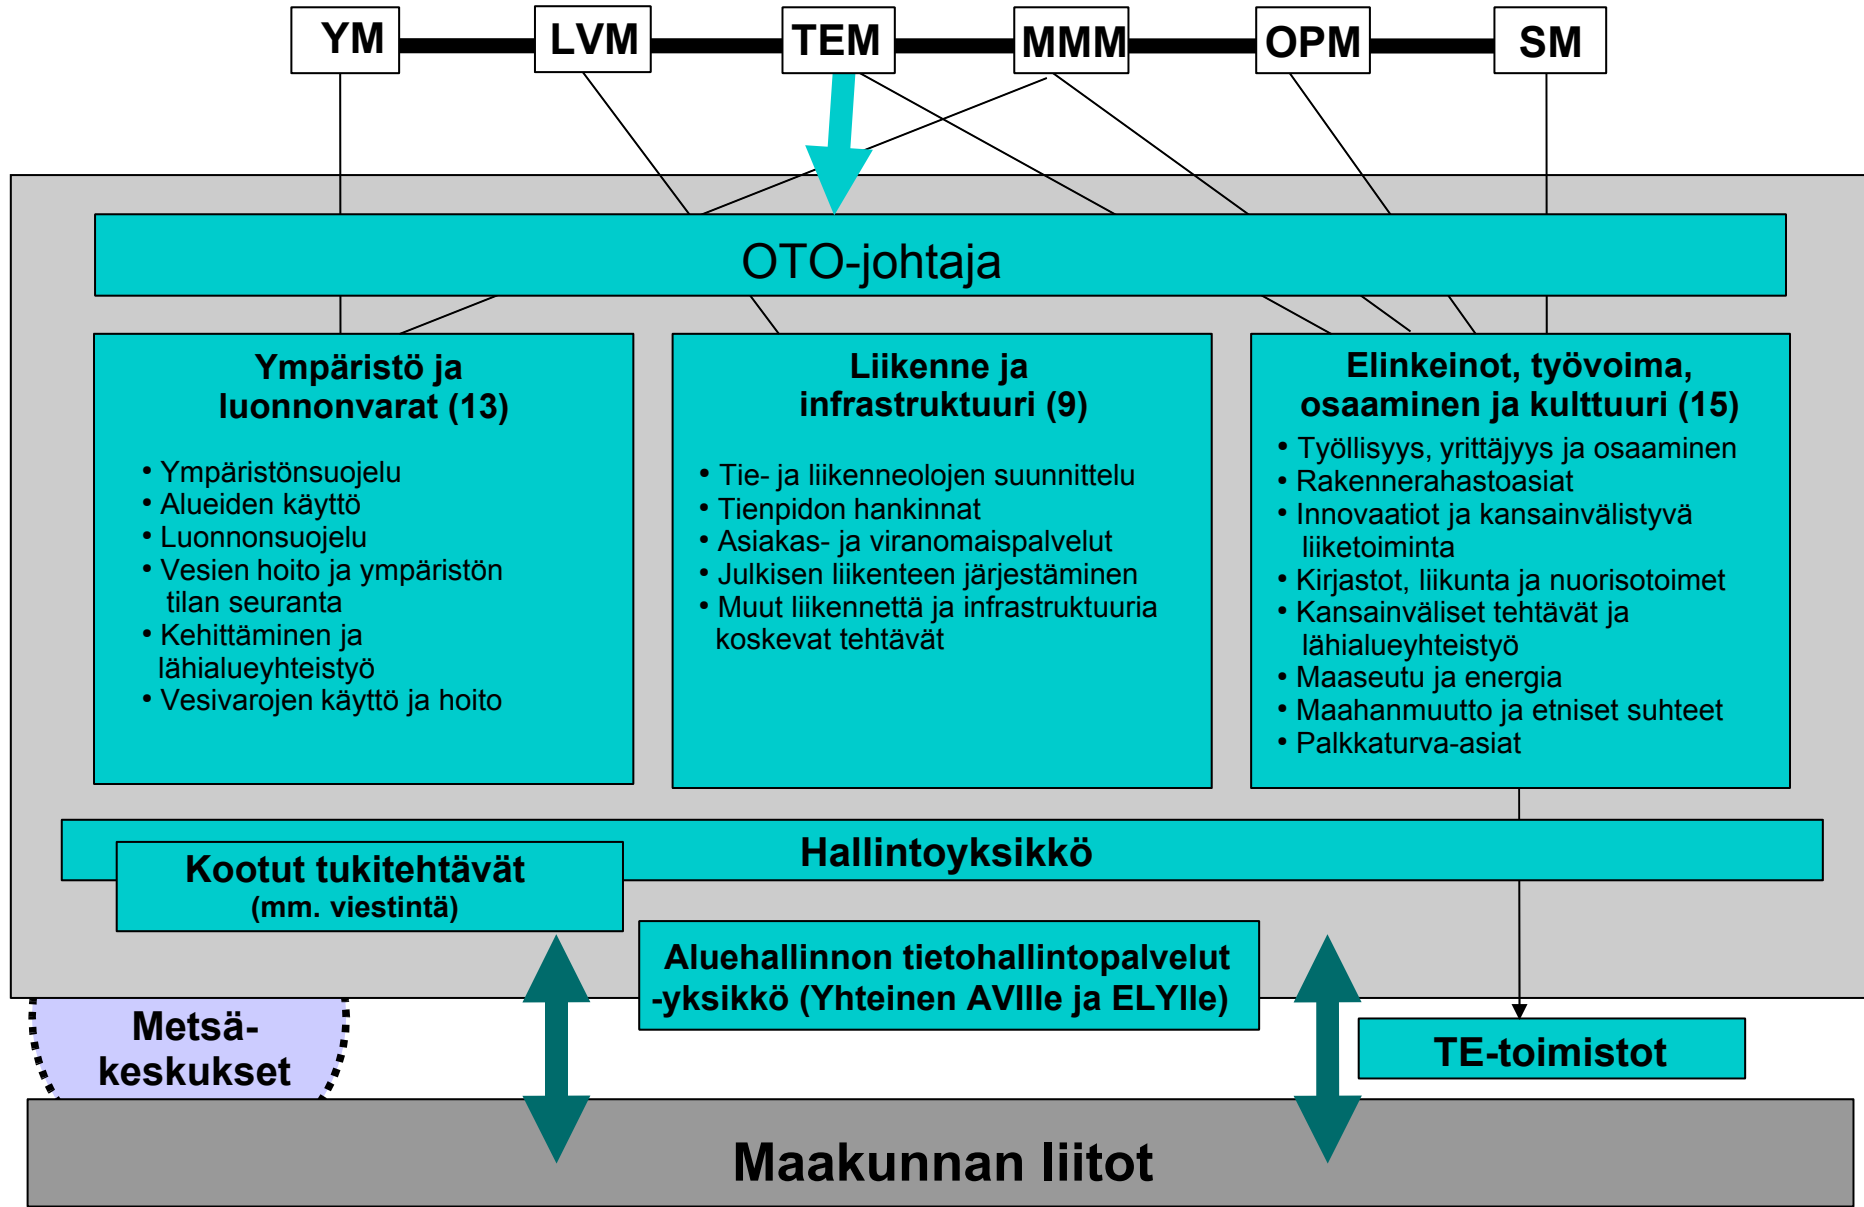 YM LVM TEM MMM OPM SM
OTO-johtaja
Ympäristö ja
luonnonvarat (13)
• Ympäristönsuojelu
• Alueiden käyttö
• Luonnonsuojelu
• Vesien hoito ja ympäristön
tilan seuranta
• Kehittäminen ja
lähialueyhteistyö
• Vesivarojen käyttö ja hoito
Liikenne ja
infrastruktuuri (9)
• Tie- ja liikenneolojen suunnittelu
• Tienpidon hankinnat
• Asiakas- ja viranomaispalvelut
• Julkisen liikenteen järjestäminen
• Muut liikennettä ja infrastruktuuria
koskevat tehtävät
Elinkeinot, työvoima,
osaaminen ja kulttuuri (15)
• Työllisyys, yrittäjyys ja osaaminen
• Rakennerahastoasiat
• Innovaatiot ja kansainvälistyvä
liiketoiminta
• Kirjastot, liikunta ja nuorisotoimet
• Kansainväliset tehtävät ja
lähialueyhteistyö
• Maaseutu ja energia
• Maahanmuutto ja etniset suhteet
• Palkkaturva-asiat
Hallintoyksikkö
Kootut tukitehtävät
(mm. viestintä)
Aluehallinnon tietohallintopalvelut
-yksikkö (Yhteinen AVIlle ja ELYlle)
Metsä-
keskukset
TE-toimistot
Maakunnan liitot